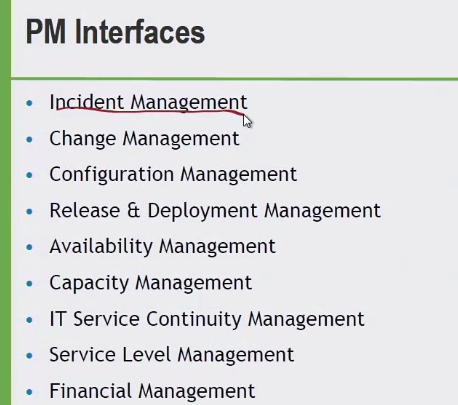 PM Interfaces
• Incident Management
• Change Management
• Configuration Management
• Release & Deployment Management
• Availability Management
• Capacity Management
• IT Service Continuity Management
• Service Level Management
• Financial Management